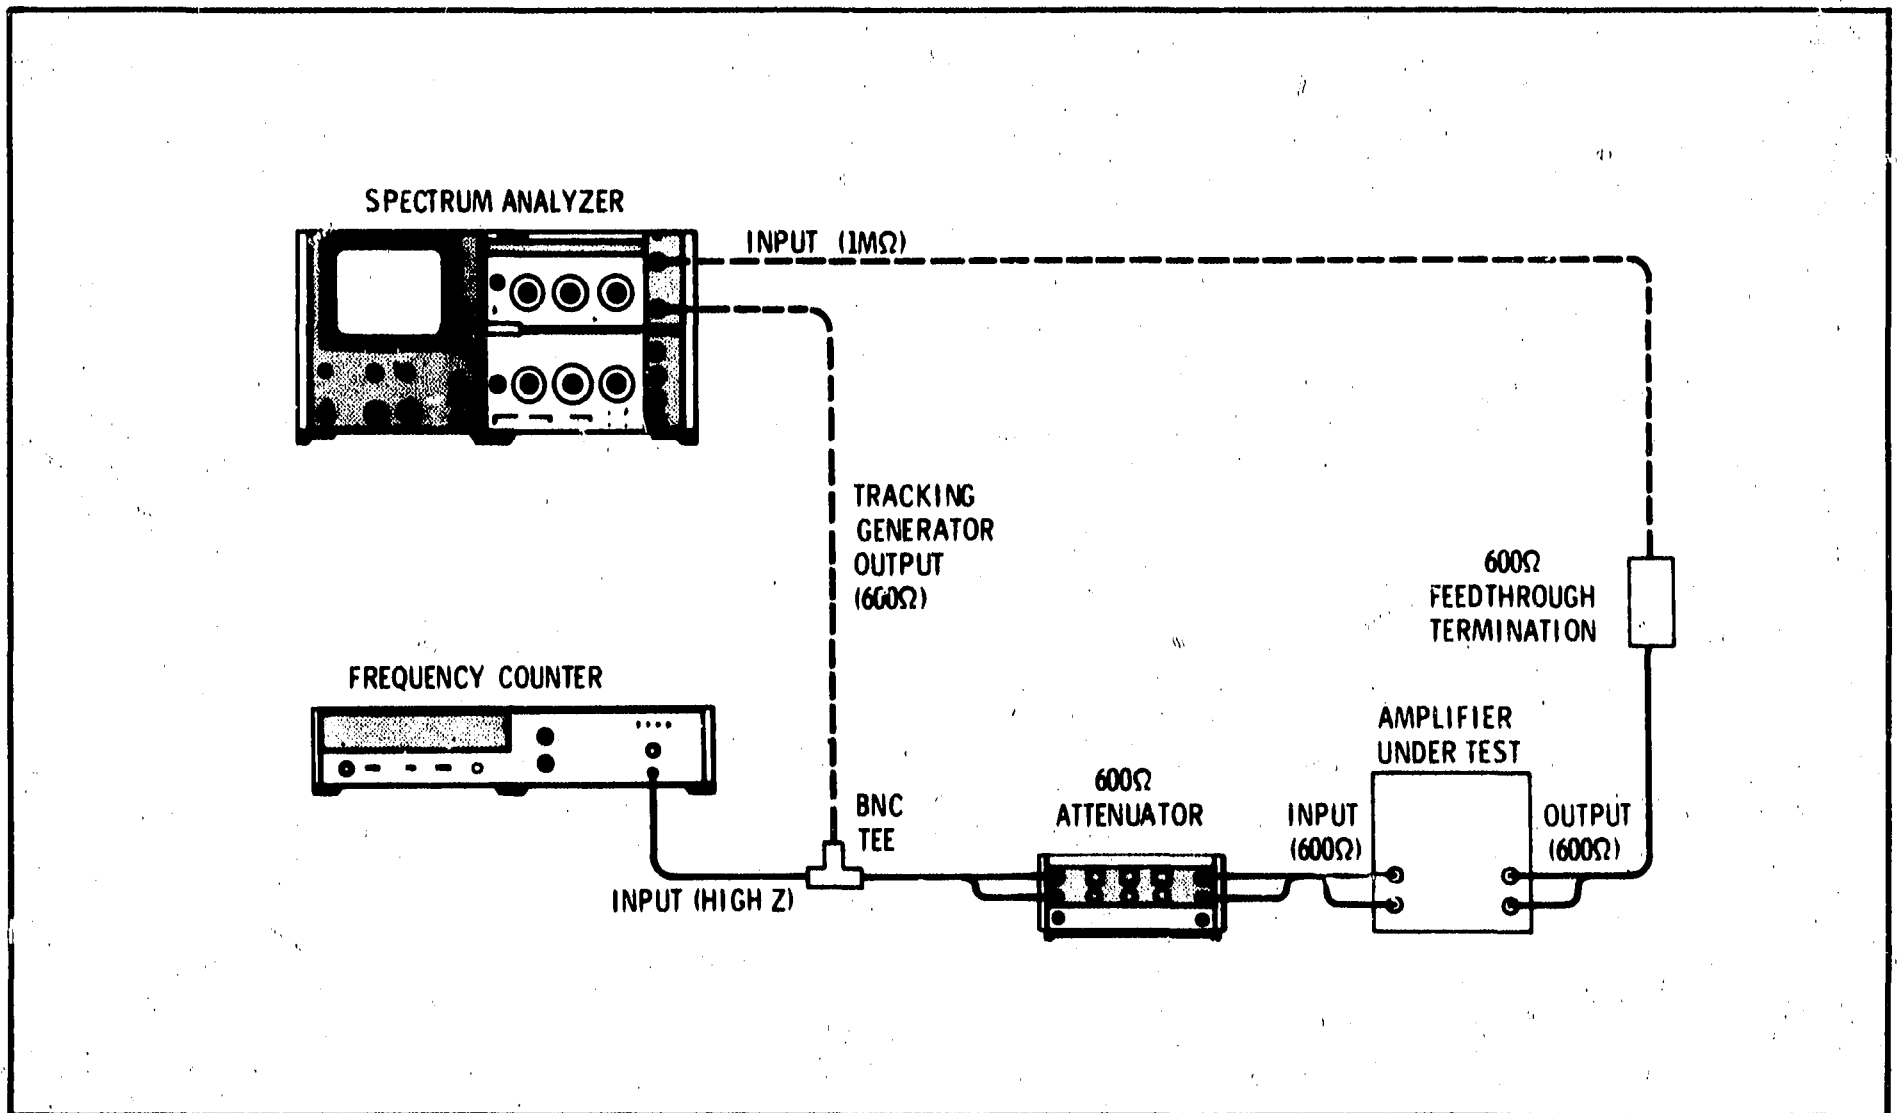 SPECTRUM ANALYZER
INPUT (1MΩ)
TRACKING
GENERATOR
OUTPUT
(600Ω)
600Ω
FEEDTHROUGH
TERMINATION
FREQUENCY COUNTER
AMPLIFIER
UNDER TEST
BNC
TEE
600Ω
ATTENUATOR
INPUT
(600Ω)
OUTPUT
(600Ω)
INPUT (HIGH Z)